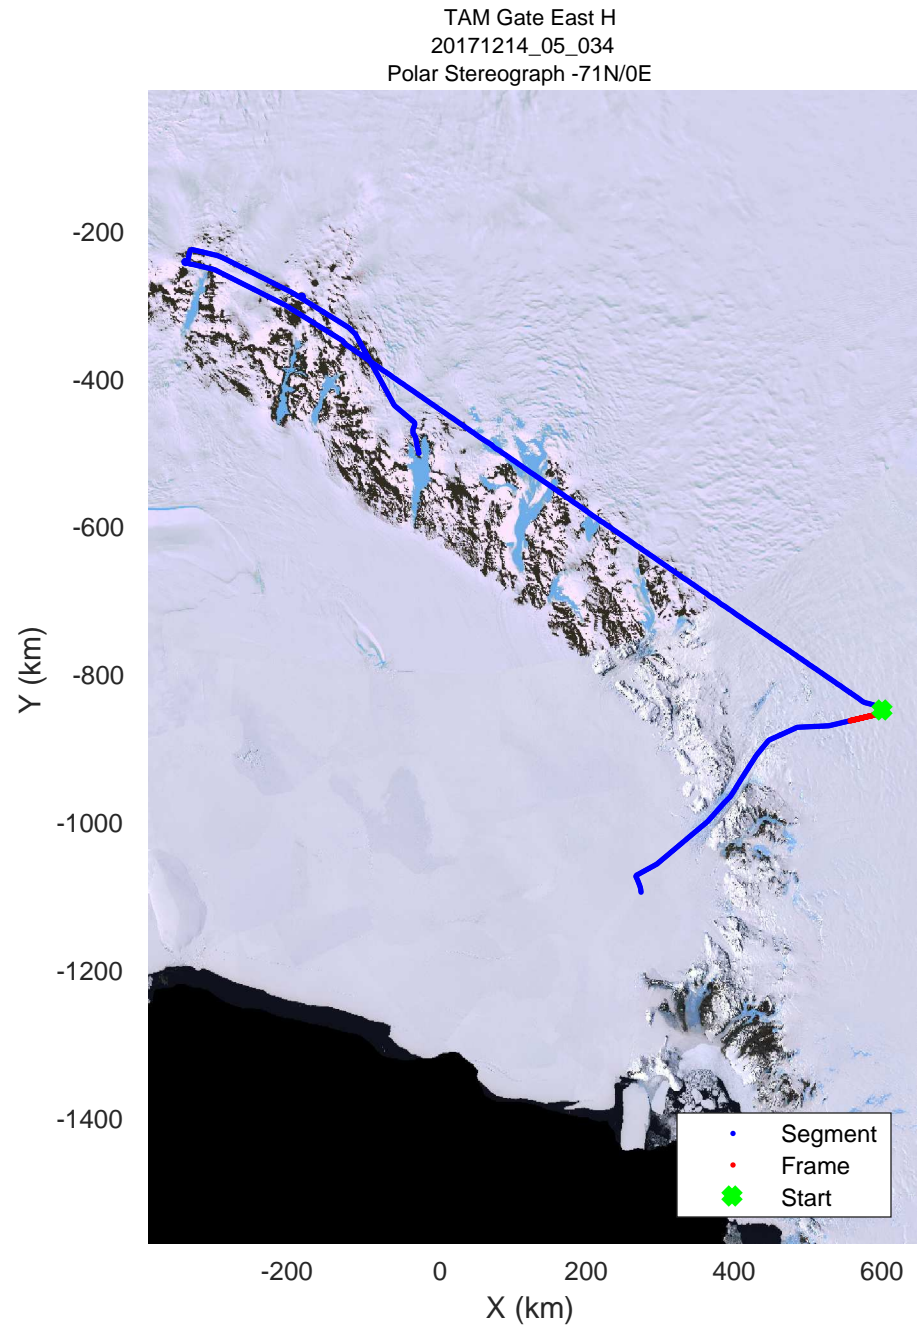 TAM Gate East H
20171214_05_034
Polar Stereograph -71N/0E
-200
-400
-600
-800
-1000
-1200
-1400
Y (km)
-200
0
200
400
600
X (km)
Segment
Frame
Start